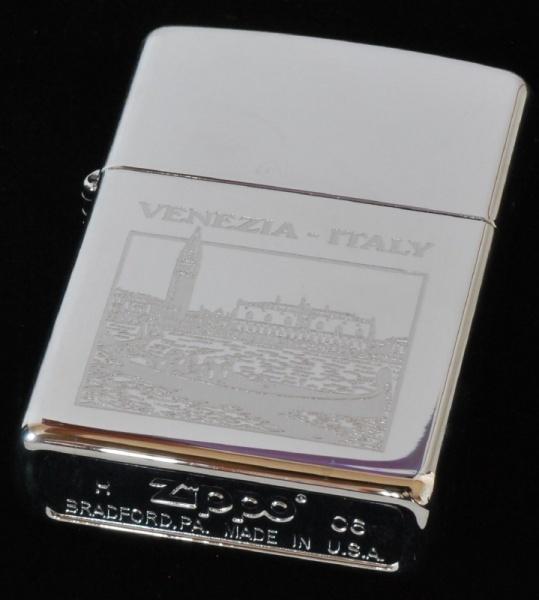 VENEZIA - ITALY
H Zippo® 06
BRADFORD, PA. MADE IN U.S.A.